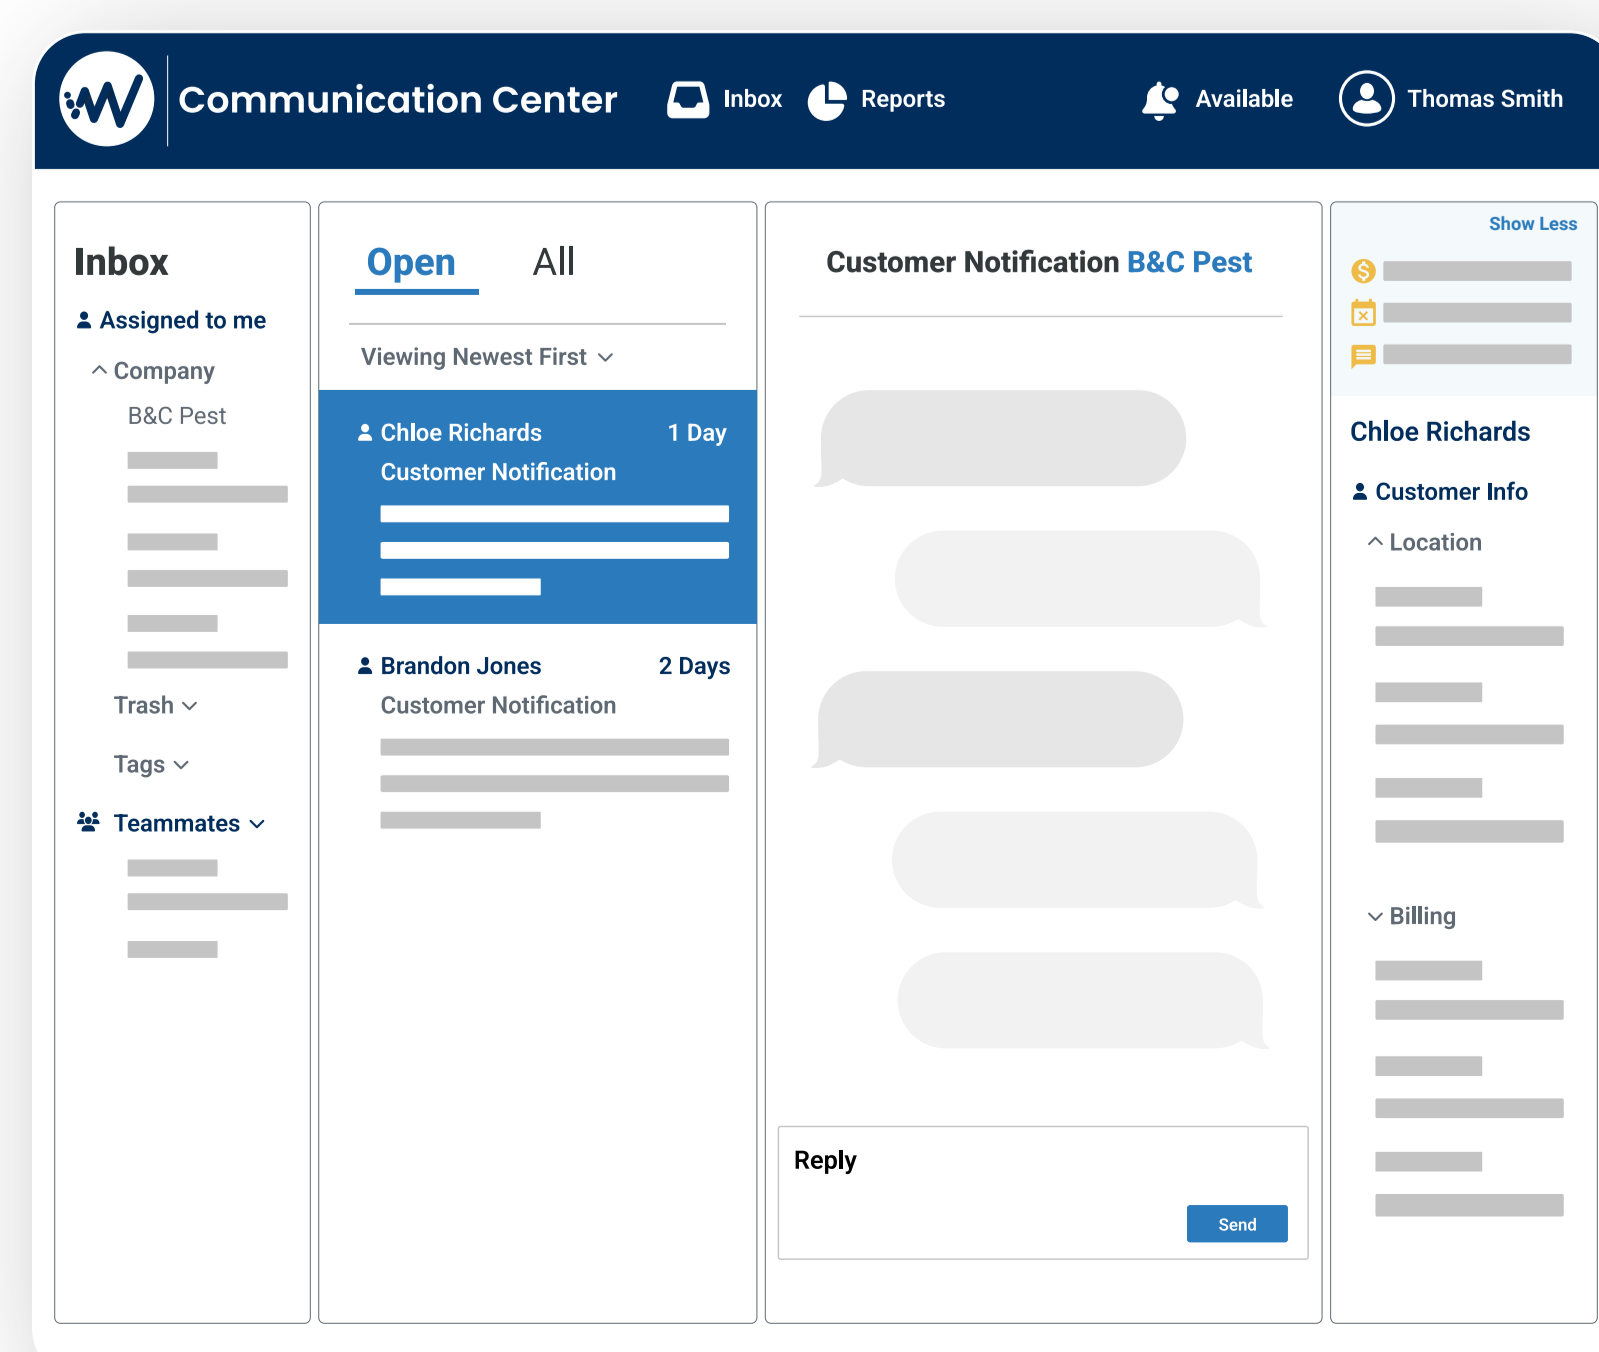 Communication Center
Inbox
Reports
Available
Thomas Smith
Inbox
Assigned to me
Company
B&C Pest
Trash
Tags
Teammates
Open
All
Viewing Newest First
Chloe Richards 1 Day
Customer Notification
Brandon Jones 2 Days
Customer Notification
Customer Notification B&C Pest
Reply
Send
Show Less
Chloe Richards
Customer Info
Location
Billing